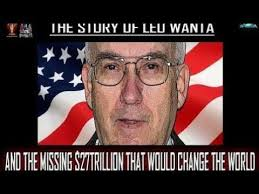 THE STORY OF LEO WANTA
AND THE MISSING $27TRILLION THAT WOULD CHANGE THE WORLD